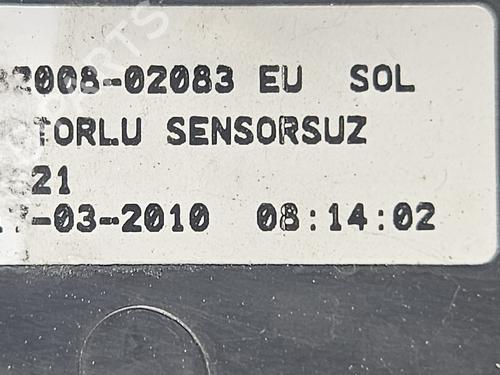 2008-02083 EU SOL
TORLU SENSORSUZ
21
-03-2010 08:14:02